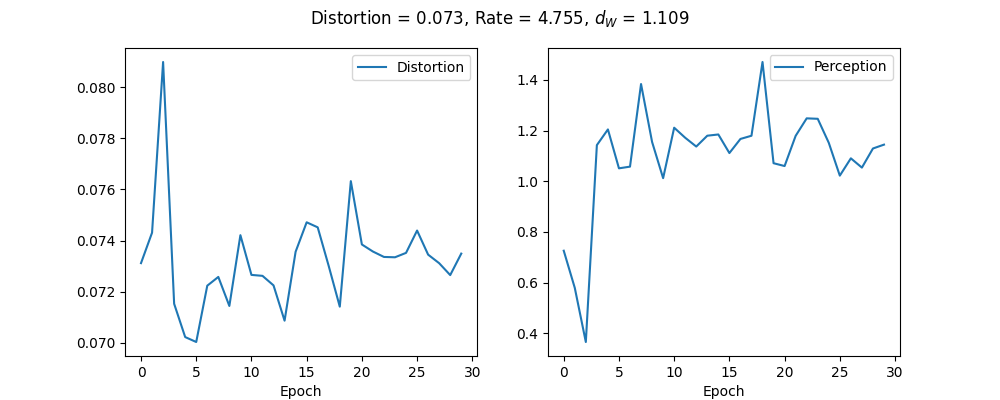 Distortion = 0.073, Rate = 4.755, d_W = 1.109
Distortion
0.080
0.078
0.076
0.074
0.072
0.070
0 5 10 15 20 25 30
Epoch
Perception
1.4
1.2
1.0
0.8
0.6
0.4
0 5 10 15 20 25 30
Epoch